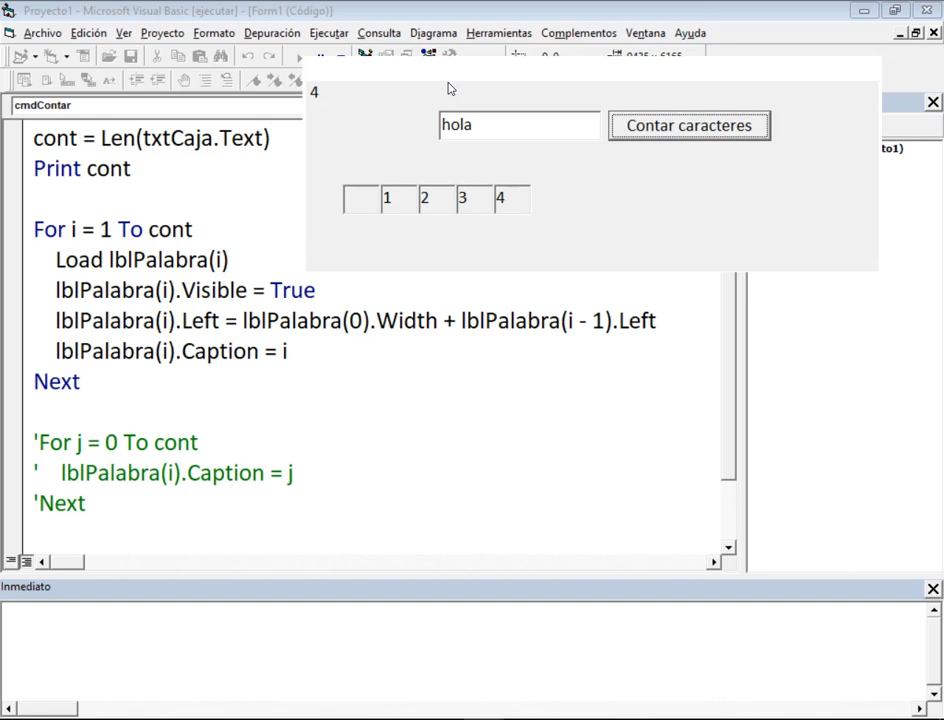 Proyecto1 - Microsoft Visual Basic [ejecutar] - [Form1 (Código)]
Archivo Edición Ver Proyecto Formato Depuración Ejecutar Consulta Diagrama Herramientas Complementos Ventana Ayuda
cmdContar
4
hola
Contar caracteres
to1)
1 2 3 4
cont = Len(txtCaja.Text)
Print cont
For i = 1 To cont
Load lblPalabra(i)
lblPalabra(i).Visible = True
lblPalabra(i).Left = lblPalabra(0).Width + lblPalabra(i - 1).Left
lblPalabra(i).Caption = i
Next
'For j = 0 To cont
' lblPalabra(i).Caption = j
'Next
Inmediato